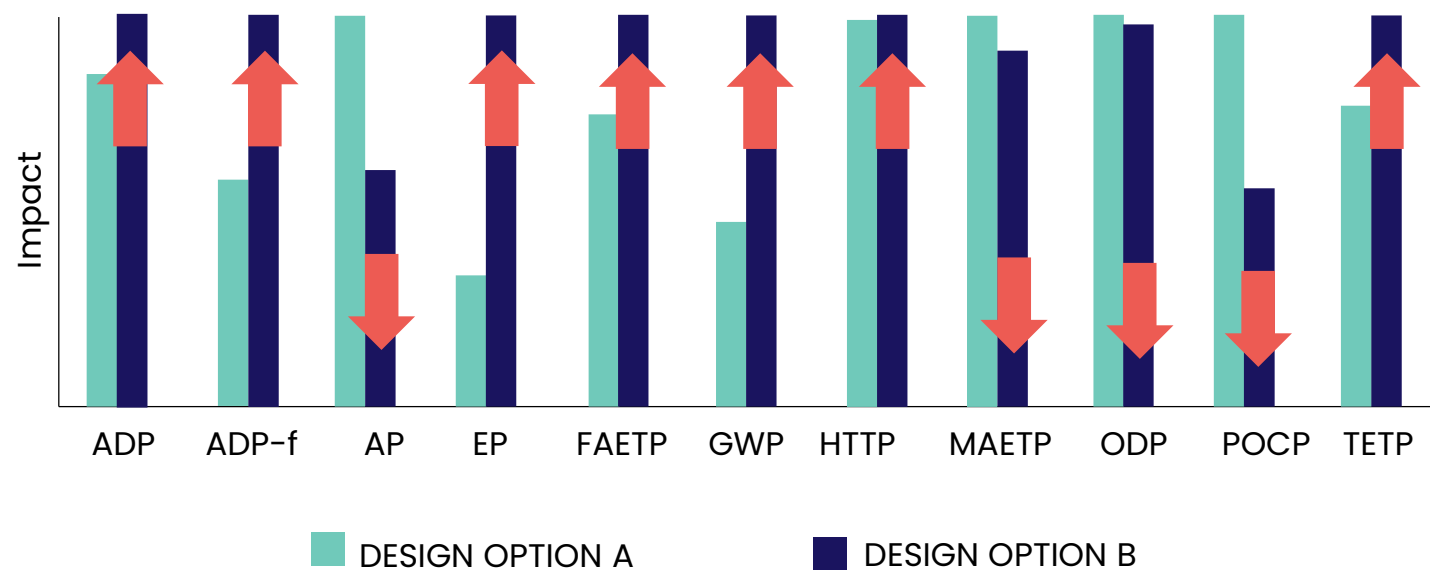 Impact
ADP ADP-f AP EP FAETP GWP HTTP MAETP ODP POCP TETP
DESIGN OPTION A DESIGN OPTION B